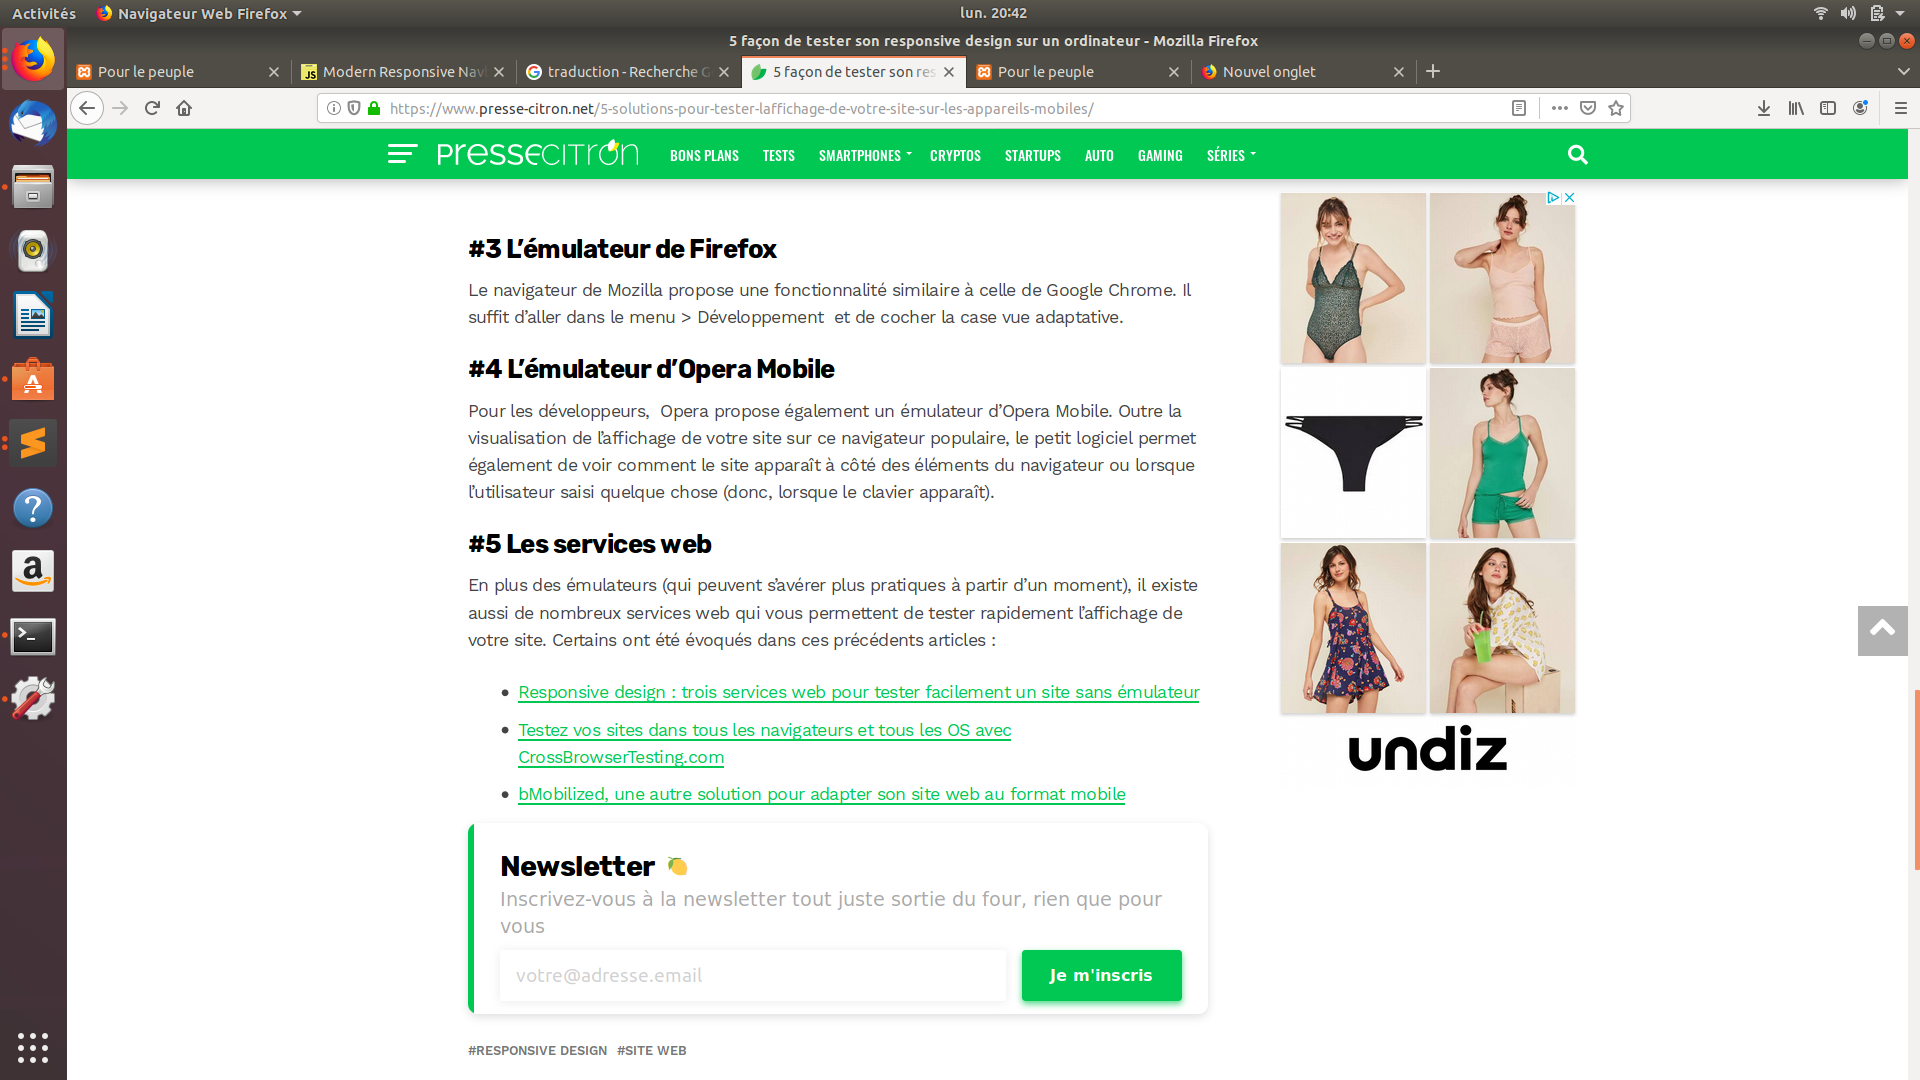 Activités
Navigateur Web Firefox
lun. 20:42
5 façon de tester son responsive design sur un ordinateur - Mozilla Firefox
Pour le peuple
Modern Responsive Nav
traduction - Recherche G
5 façon de tester son res
Pour le peuple
Nouvel onglet
https://www.presse-citron.net/5-solutions-pour-tester-laffichage-de-votre-site-sur-les-appareils-mobiles/
PRESSECITRON
BONS PLANS
TESTS
SMARTPHONES
CRYPTOS
STARTUPS
AUTO
GAMING
SÉRIES
#3 L’émulateur de Firefox
Le navigateur de Mozilla propose une fonctionnalité similaire à celle de Google Chrome. Il
suffit d’aller dans le menu > Développement  et de cocher la case vue adaptative.
#4 L’émulateur d’Opera Mobile
Pour les développeurs,  Opera propose également un émulateur d’Opera Mobile. Outre la
visualisation de l’affichage de votre site sur ce navigateur populaire, le petit logiciel permet
également de voir comment le site apparaît à côté des éléments du navigateur ou lorsque
l’utilisateur saisi quelque chose (donc, lorsque le clavier apparaît).
#5 Les services web
En plus des émulateurs (qui peuvent s’avérer plus pratiques à partir d’un moment), il existe
aussi de nombreux services web qui vous permettent de tester rapidement l’affichage de
votre site. Certains ont été évoqués dans ces précédents articles :
Responsive design : trois services web pour tester facilement un site sans émulateur
Testez vos sites dans tous les navigateurs et tous les OS avec
CrossBrowserTesting.com
bMobilized, une autre solution pour adapter son site web au format mobile
undiz
Newsletter
Inscrivez-vous à la newsletter tout juste sortie du four, rien que pour
vous
votre@adresse.email
Je m'inscris
#RESPONSIVE DESIGN
#SITE WEB